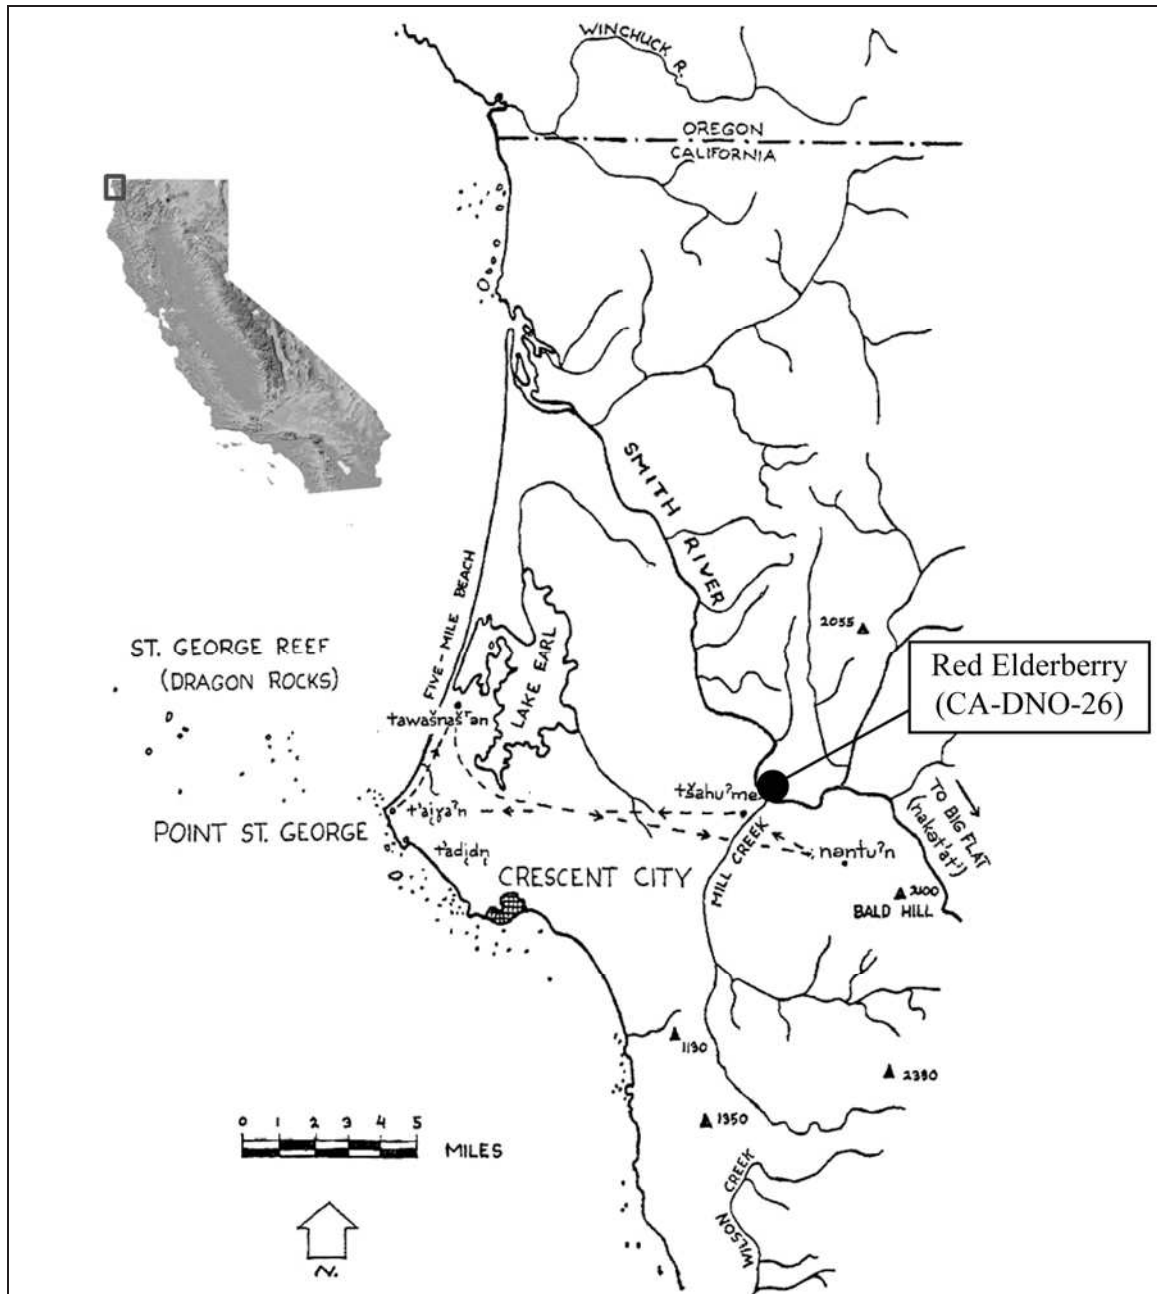 WINCHUCK R.
OREGON
CALIFORNIA
SMITH RIVER
FIVE-MILE BEACH
LAKE EARL
2055
ST. GEORGE REEF
(DRAGON ROCKS)
Red Elderberry
(CA-DNO-26)
POINT ST. GEORGE
CRESCENT CITY
MILL CREEK
TO BIG FLAT
BALD HILL
1190
2390
1350
0 1 2 3 4 5
MILES
WILSON CREEK
N.